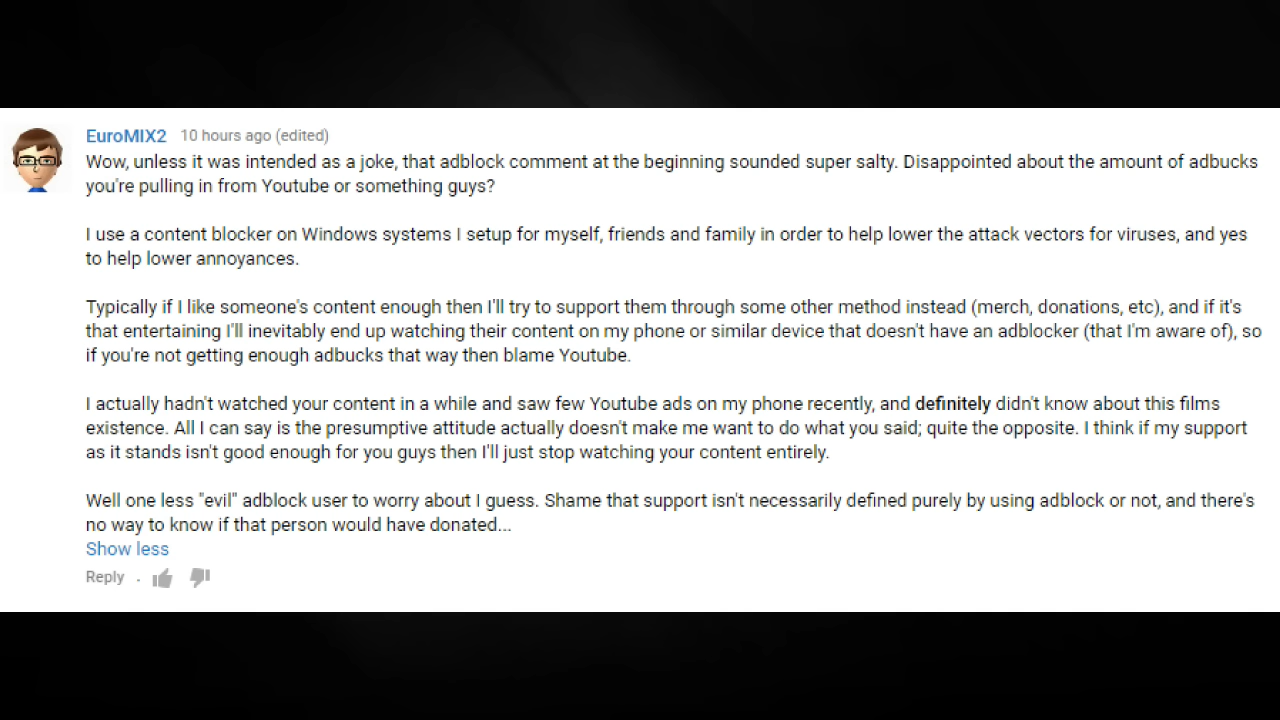 EuroMIX2 10 hours ago (edited)
Wow, unless it was intended as a joke, that adblock comment at the beginning sounded super salty. Disappointed about the amount of adbucks
you're pulling in from Youtube or something guys?
I use a content blocker on Windows systems I setup for myself, friends and family in order to help lower the attack vectors for viruses, and yes
to help lower annoyances.
Typically if I like someone's content enough then I'll try to support them through some other method instead (merch, donations, etc), and if it's
that entertaining I'll inevitably end up watching their content on my phone or similar device that doesn't have an adblocker (that I'm aware of), so
if you're not getting enough adbucks that way then blame Youtube.
I actually hadn't watched your content in a while and saw few Youtube ads on my phone recently, and definitely didn't know about this films
existence. All I can say is the presumptive attitude actually doesn't make me want to do what you said; quite the opposite. I think if my support
as it stands isn't good enough for you guys then I'll just stop watching your content entirely.
Well one less "evil" adblock user to worry about I guess. Shame that support isn't necessarily defined purely by using adblock or not, and there's
no way to know if that person would have donated...
Show less
Reply .